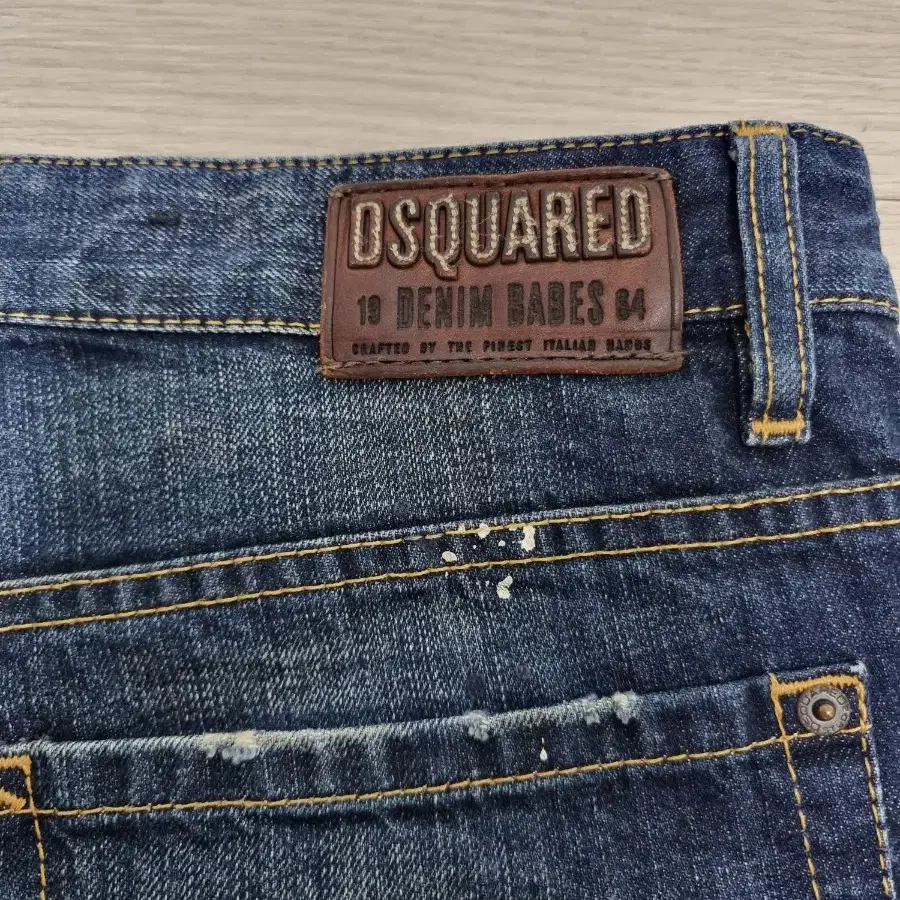 DSQUARED
19 DENIM BABES 64
CRAFTED BY THE FINEST ITALIAN HANDS